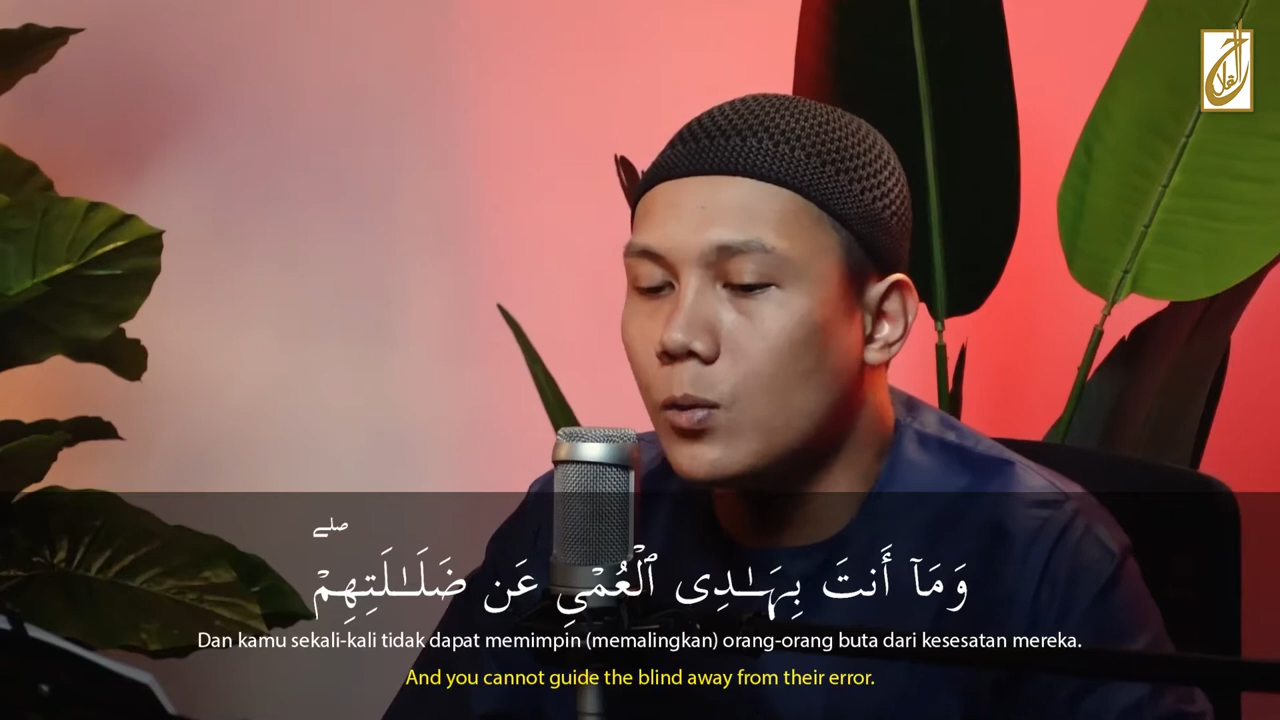 وَمَآ أَنتَ بِهَـٰدِى ٱلْعُمْيِ عَن ضَلَـٰلَتِهِمْ ۖ
Dan kamu sekali-kali tidak dapat memimpin (memalingkan) orang-orang buta dari kesesatan mereka.
And you cannot guide the blind away from their error.